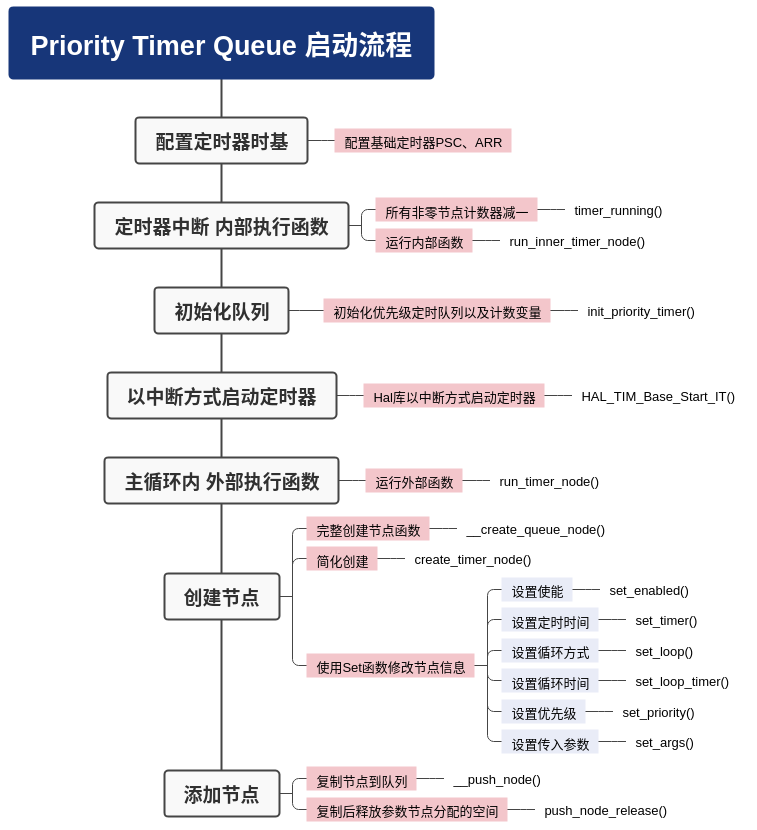 Priority Timer Queue 启动流程
配置定时器时基
配置基础定时器PSC、ARR
定时器中断 内部执行函数
所有非零节点计数器减一
timer_running()
运行内部函数
run_inner_timer_node()
初始化队列
初始化优先级定时队列以及计数变量
init_priority_timer()
以中断方式启动定时器
Hal库以中断方式启动定时器
HAL_TIM_Base_Start_IT()
主循环内 外部执行函数
运行外部函数
run_timer_node()
创建节点
完整创建节点函数
__create_queue_node()
简化创建
create_timer_node()
使用Set函数修改节点信息
设置使能
set_enabled()
设置定时时间
set_timer()
设置循环方式
set_loop()
设置循环时间
set_loop_timer()
设置优先级
set_priority()
设置传入参数
set_args()
添加节点
复制节点到队列
__push_node()
复制后释放参数节点分配的空间
push_node_release()